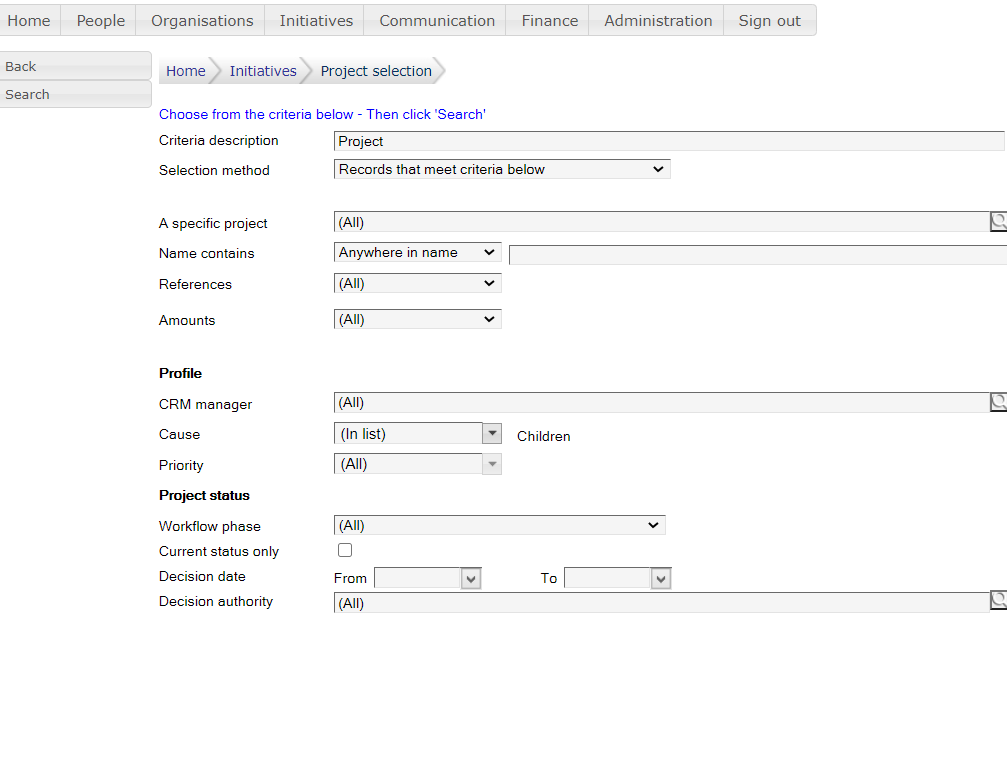 Home People Organisations Initiatives Communication Finance Administration Sign out
Back
Search
Home Initiatives Project selection
Choose from the criteria below - Then click 'Search'
Criteria description Project
Selection method Records that meet criteria below
A specific project (All)
Name contains Anywhere in name
References (All)
Amounts (All)
Profile
CRM manager (All)
Cause (In list) Children
Priority (All)
Project status
Workflow phase (All)
Current status only
Decision date From To
Decision authority (All)